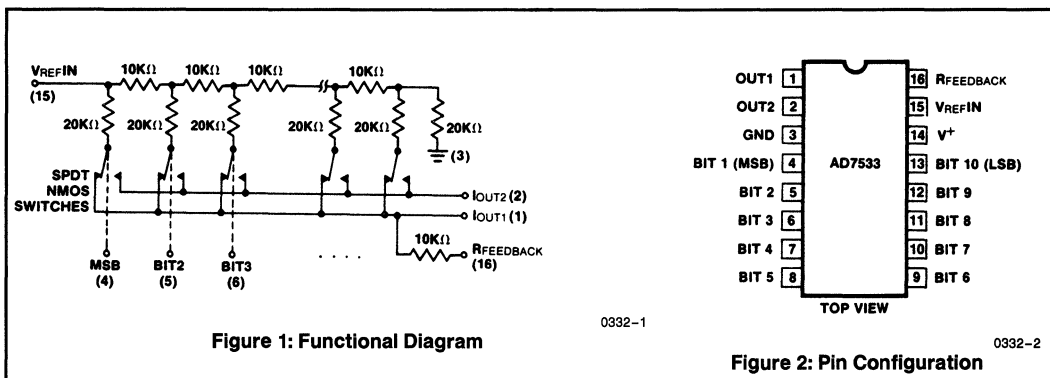 VREFIN
(15)
10KΩ 10KΩ 10KΩ 10KΩ
20KΩ 20KΩ 20KΩ 20KΩ 20KΩ 20KΩ
(3)
SPDT
NMOS
SWITCHES
IOUT2 (2)
IOUT1 (1)
10KΩ
RFEEDBACK
(16)
MSB
(4)
BIT2
(5)
BIT3
(6)
. . . .
0332–1
Figure 1: Functional Diagram
OUT1 1
OUT2 2
GND 3
BIT 1 (MSB) 4
BIT 2 5
BIT 3 6
BIT 4 7
BIT 5 8
AD7533
16 RFEEDBACK
15 VREFIN
14 V+
13 BIT 10 (LSB)
12 BIT 9
11 BIT 8
10 BIT 7
9 BIT 6
TOP VIEW
0332–2
Figure 2: Pin Configuration